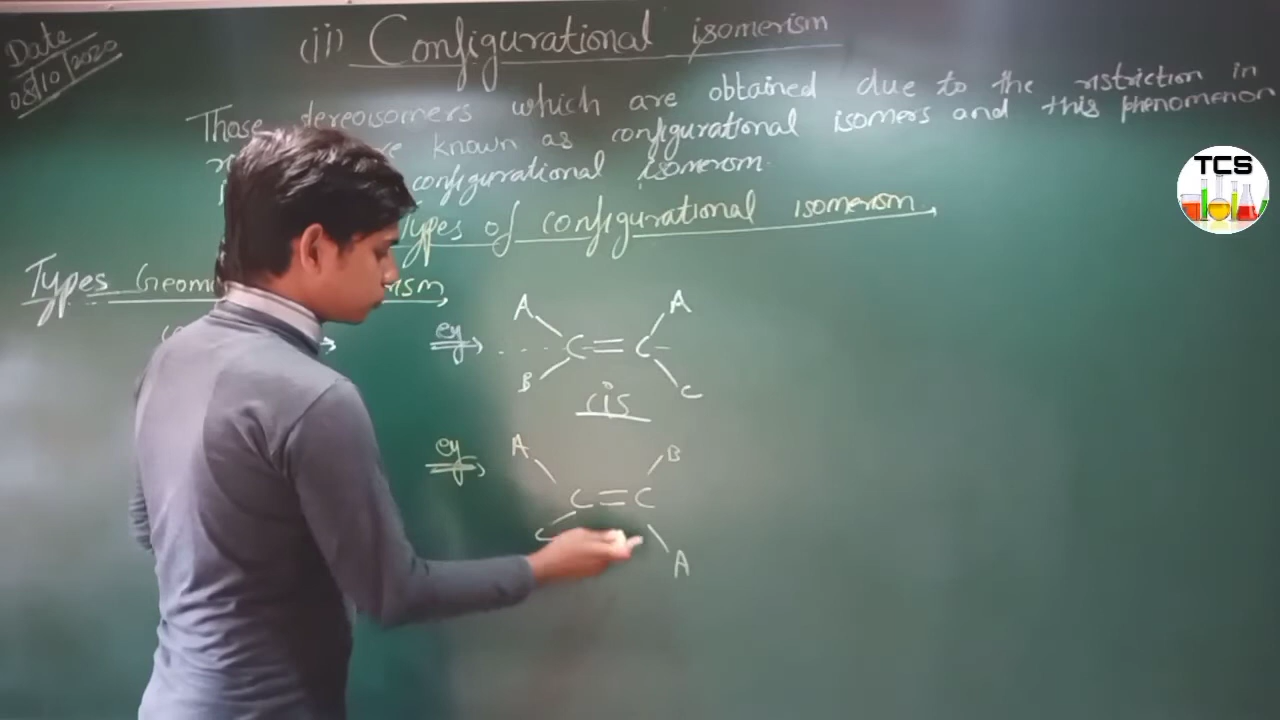 Date
08/10/2020
(ii) Configurational isomerism
Those stereoisomers which are obtained due to the restriction in
known as configurational isomers and this phenomenon
configurational isomerism.
Types of configurational isomerism
Types
eg
A A
C=C
B C
cis
eg
A B
C=C
C
A
TCS